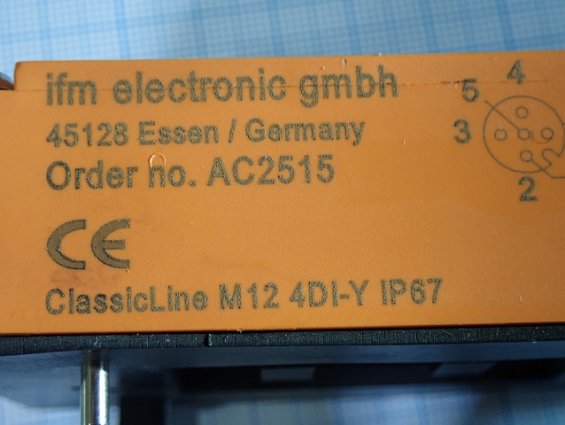 ifm electronic gmbh
45128 Essen / Germany
Order no. AC2515
CE
ClassicLine M12 4DI-Y IP67
4
5
3
2